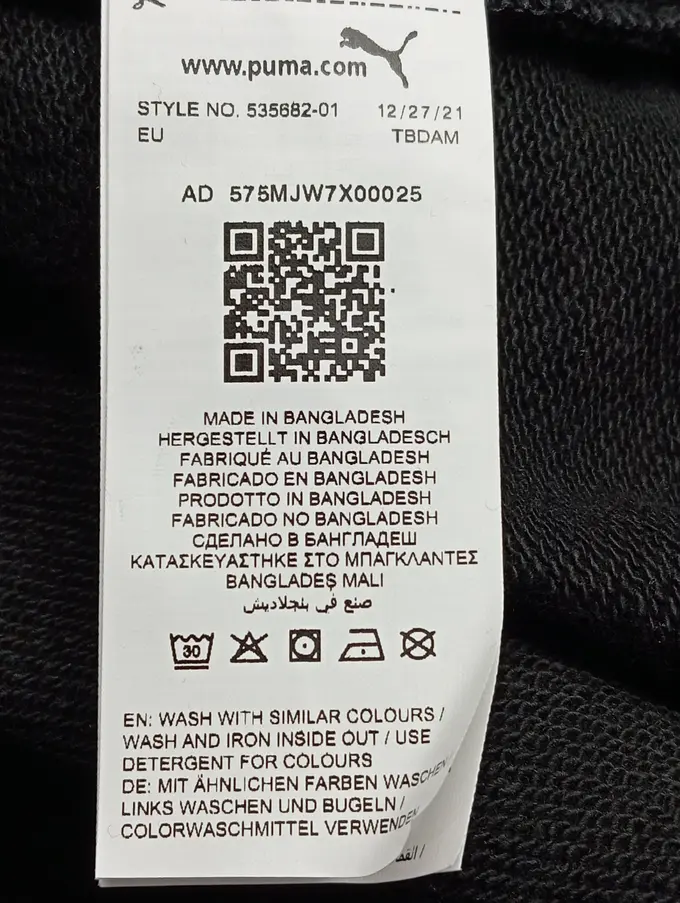 www.puma.com
STYLE NO. 535682-01 12/27/21
EU TBDAM
AD 575MJW7X00025
MADE IN BANGLADESH
HERGESTELLT IN BANGLADESCH
FABRIQUÉ AU BANGLADESH
FABRICADO EN BANGLADESH
PRODOTTO IN BANGLADESH
FABRICADO NO BANGLADESH
СДЕЛАНО В БАНГЛАДЕШ
ΚΑΤΑΣΚΕΥΑΣΤΗΚΕ ΣΤΟ ΜΠΑΓΚΛΑΝΤΕΣ
BANGLADEŞ MALI
صنع في بنجلاديش
30
EN: WASH WITH SIMILAR COLOURS /
WASH AND IRON INSIDE OUT / USE
DETERGENT FOR COLOURS
DE: MIT ÄHNLICHEN FARBEN WASCHEN
LINKS WASCHEN UND BUGELN /
COLORWASCHMITTEL VERWENDE